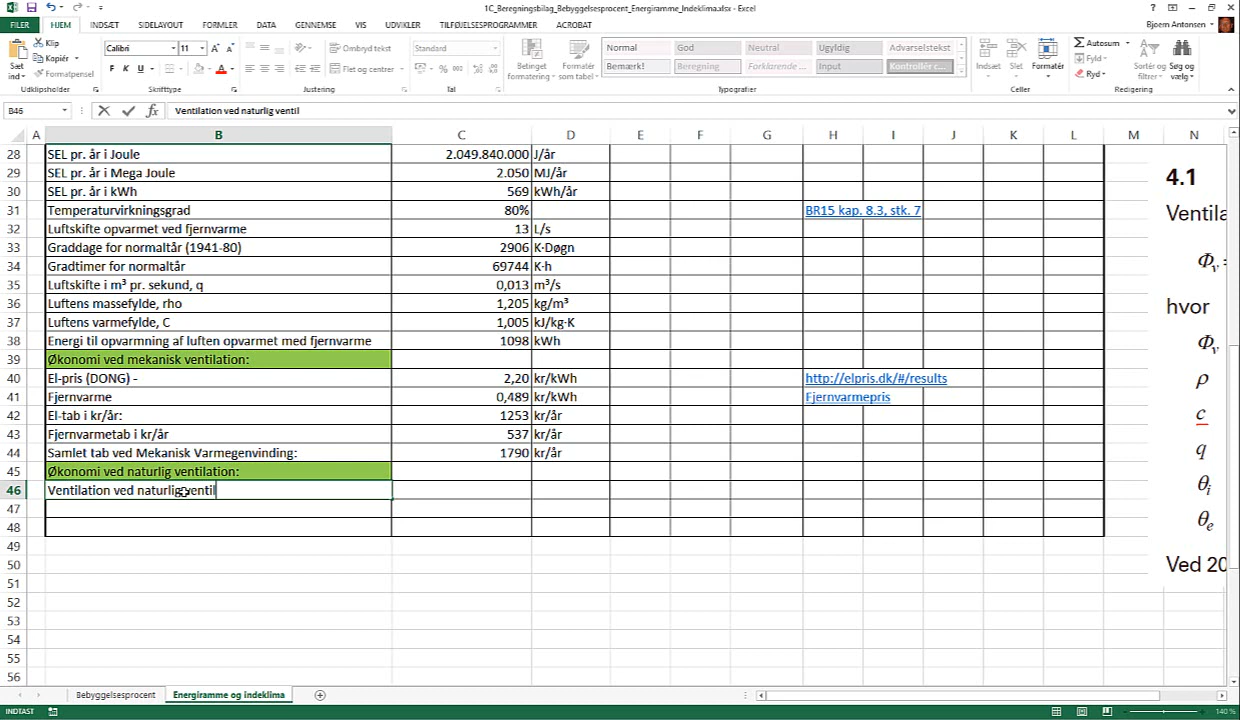 1C_Beregningsbilag_Bebyggelsesprocent_Energiramme_Indeklima.xlsx - Excel
FILER HJEM INDSÆT SIDELAYOUT FORMLER DATA GENNEMSE VIS UDVIKLER TILFØJELSESPROGRAMMER ACROBAT Bjoern Antonsen
Klip
Kopiér
Formatpensel
Sæt ind
Calibri 11
F K U
Ombryd tekst
Flet og centrer
Standard
Betinget formatering
Formatér som tabel
Normal God Neutral Ugyldig Advarselstekst
Bemærk! Beregning Forklarende ... Input Kontrollér c...
Indsæt Slet Formatér
Autosum
Fyld
Ryd
Sortér og filtrer
Søg og vælg
Udklipsholder Skrifttype Justering Tal Typografier Celler Redigering
B46 fx Ventilation ved naturlig ventil
A B C D E F G H I J K L M N
28 SEL pr. år i Joule 2.049.840.000 J/år
29 SEL pr. år i Mega Joule 2.050 MJ/år
30 SEL pr. år i kWh 569 kWh/år
31 Temperaturvirkningsgrad 80% BR15 kap. 8.3, stk. 7
32 Luftskifte opvarmet ved fjernvarme 13 L/s
33 Graddage for normaltår (1941-80) 2906 K·Døgn
34 Gradtimer for normaltår 69744 K·h
35 Luftskifte i m³ pr. sekund, q 0,013 m³/s
36 Luftens massefylde, rho 1,205 kg/m³
37 Luftens varmefylde, C 1,005 kJ/kg·K
38 Energi til opvarmning af luften opvarmet med fjernvarme 1098 kWh
39 Økonomi ved mekanisk ventilation:
40 El-pris (DONG) - 2,20 kr/kWh http://elpris.dk/#/results
41 Fjernvarme 0,489 kr/kWh Fjernvarmepris
42 El-tab i kr/år: 1253 kr/år
43 Fjernvarmetab i kr/år 537 kr/år
44 Samlet tab ved Mekanisk Varmegenvinding: 1790 kr/år
45 Økonomi ved naturlig ventilation:
46 Ventilation ved naturlig ventil
47
48
49
50
51
52
53
54
55
56
4.1
Ventila
Φv =
hvor
Φv
ρ
c
q
θi
θe
Ved 20
Bebyggelsesprocent Energiramme og indeklima
INDTAST 140 %